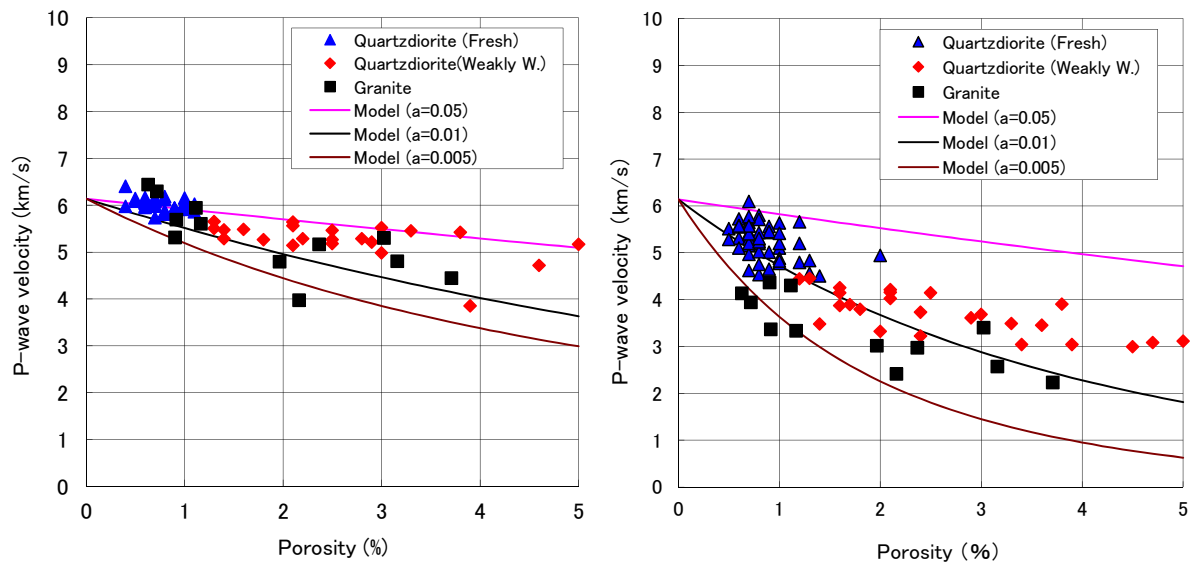 10
9
8
7
6
5
4
3
2
1
0
P-wave velocity (km/s)
Quartzdiorite (Fresh)
Quartzdiorite(Weakly W.)
Granite
Model (a=0.05)
Model (a=0.01)
Model (a=0.005)
0 1 2 3 4 5
Porosity (%)
10
9
8
7
6
5
4
3
2
1
0
P-wave velocity (km/s)
Quartzdiorite (Fresh)
Quartzdiorite (Weakly W.)
Granite
Model (a=0.05)
Model (a=0.01)
Model (a=0.005)
0 1 2 3 4 5
Porosity (%)